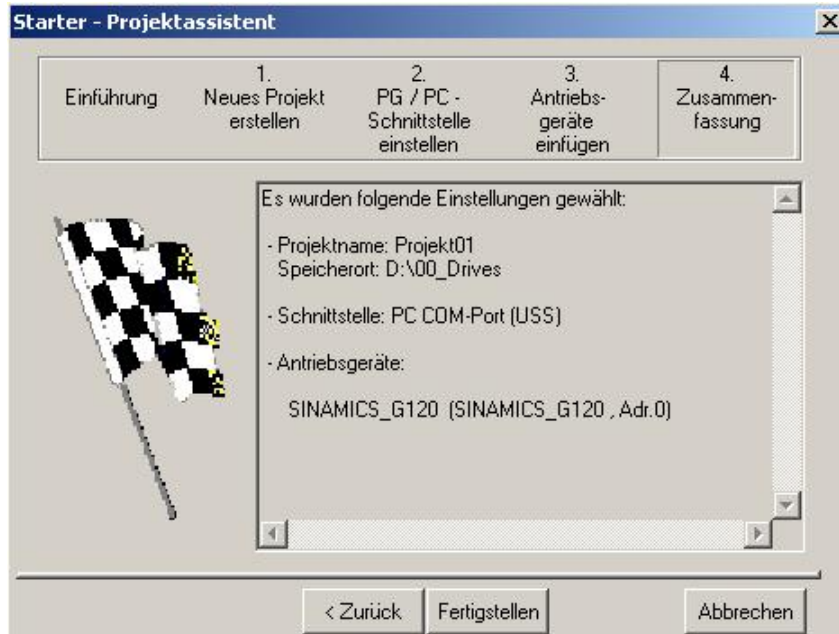 Starter - Projektassistent
Einführung
1.
Neues Projekt
erstellen
2.
PG / PC -
Schnittstelle
einstellen
3.
Antriebs-
geräte
einfügen
4.
Zusammen-
fassung
Es wurden folgende Einstellungen gewählt:
- Projektname: Projekt01
Speicherort: D:\00_Drives
- Schnittstelle: PC COM-Port (USS)
- Antriebsgeräte:
SINAMICS_G120 (SINAMICS_G120 , Adr.0)
< Zurück
Fertigstellen
Abbrechen